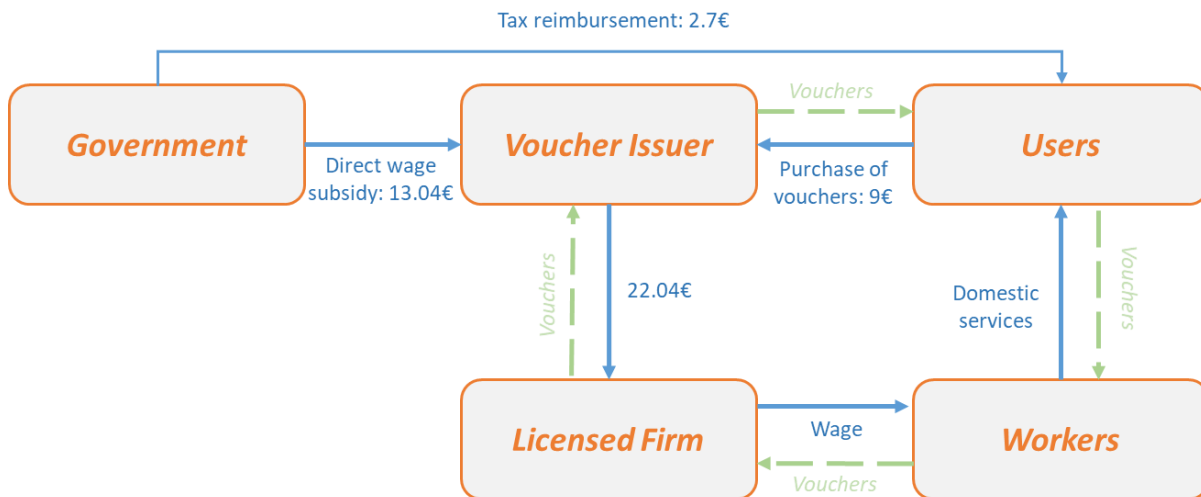 Tax reimbursement: 2.7€
Government
Voucher Issuer
Users
Vouchers
Direct wage
subsidy: 13.04€
Purchase of
vouchers: 9€
Vouchers
22.04€
Domestic
services
Vouchers
Licensed Firm
Workers
Wage
Vouchers